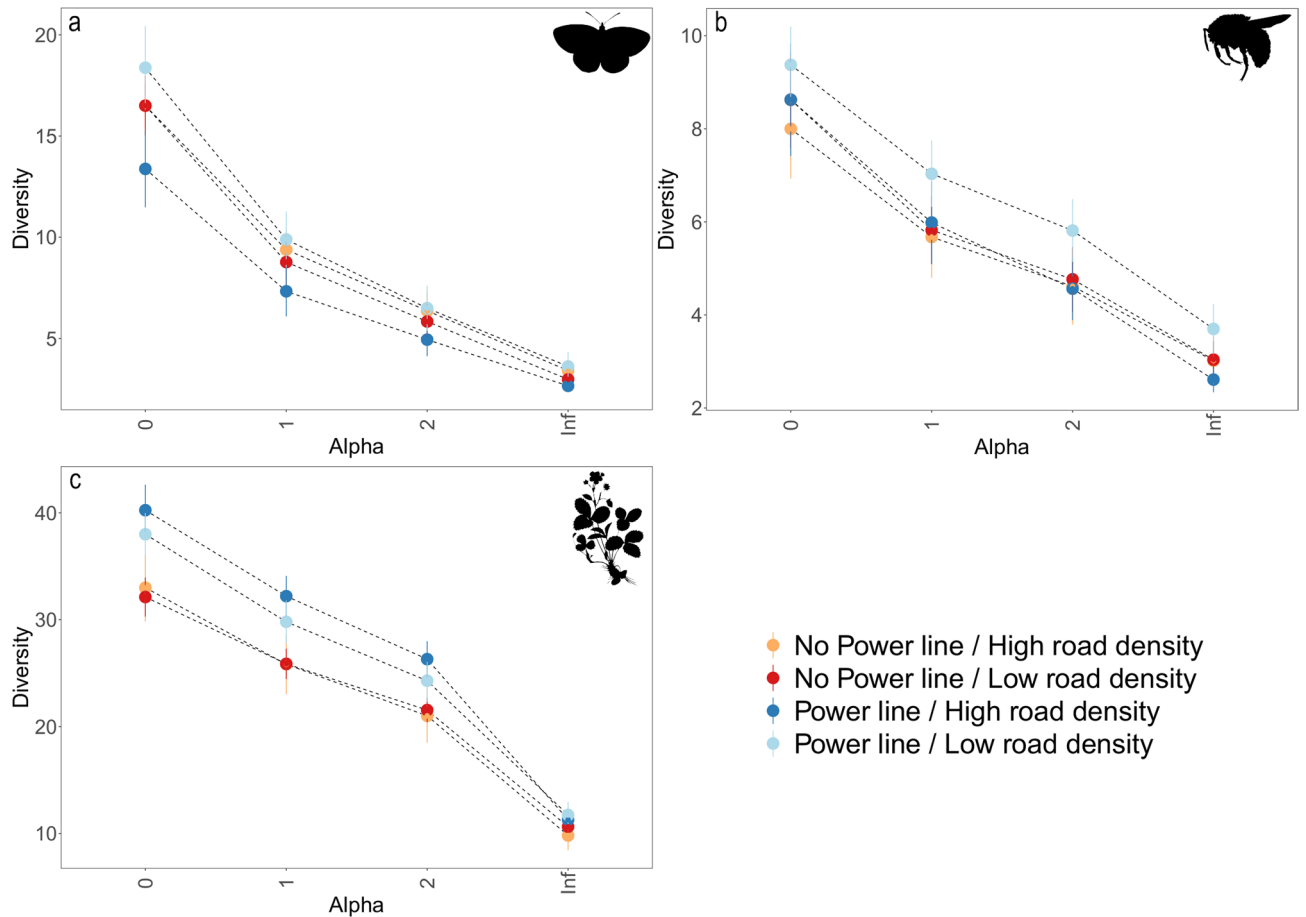 a
20
15
10
5
Diversity
0
1
2
Inf
Alpha
b
10
8
6
4
2
Diversity
0
1
2
Inf
Alpha
c
40
30
20
10
Diversity
0
1
2
Inf
Alpha
No Power line / High road density
No Power line / Low road density
Power line / High road density
Power line / Low road density